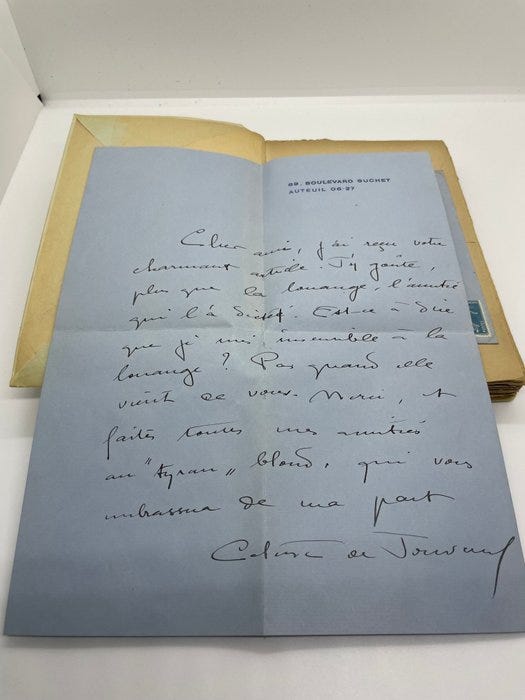 69, BOULEVARD SUCHET
AUTEUIL 06-27
Cher ami, j'ai reçu votre
charmant article. J'y goûte,
plus que la louange, l'amitié
qui l'a dicté. Est-ce à dire
que je suis insensible à la
louange ? Pas quand elle
vient de vous. Merci, et
faites toutes mes amitiés
au "tyran" blond, qui vous
embrassera de ma part
Colette de Jouvenel